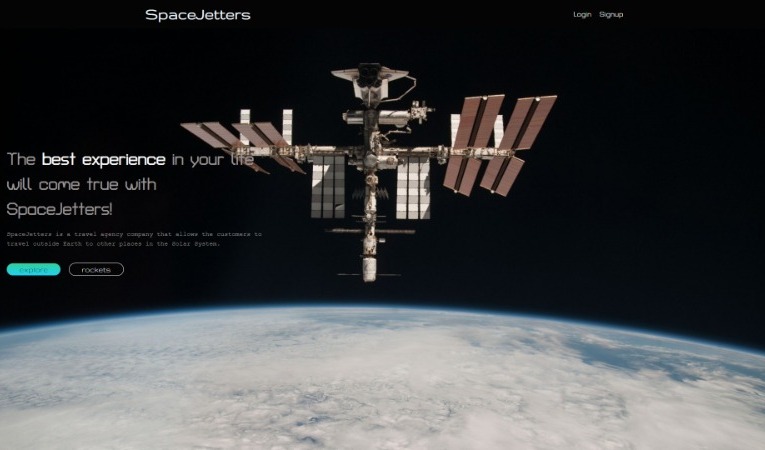 SpaceJetters
Login Signup
The best experience in your life
will come true with
SpaceJetters!
SpaceJetters is a travel agency company that allows the customers to
travel outside Earth to other places in the Solar System.
explore rockets